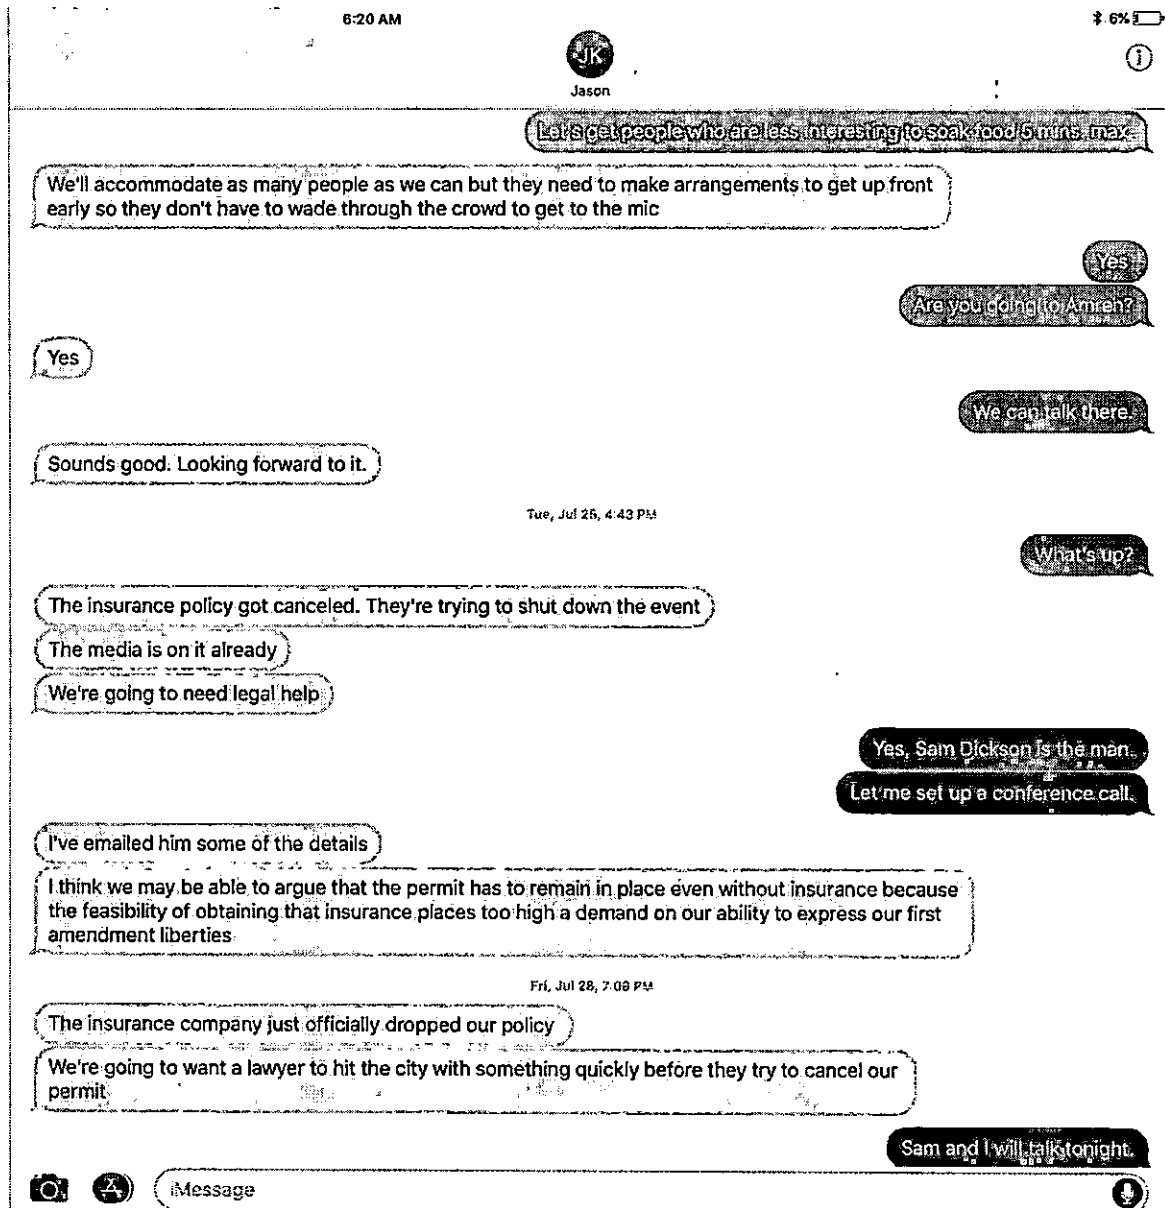 6:20 AM
6%
JK
Jason
Let's get people who are less interesting to soak food 5 mins. max
We'll accommodate as many people as we can but they need to make arrangements to get up front
early so they don't have to wade through the crowd to get to the mic
Yes
Are you going to Amren?
Yes
We can talk there.
Sounds good. Looking forward to it.
Tue, Jul 25, 4:43 PM
What's up?
The insurance policy got canceled. They're trying to shut down the event
The media is on it already
We're going to need legal help
Yes, Sam Dickson is the man.
Let me set up a conference call.
I've emailed him some of the details
I think we may be able to argue that the permit has to remain in place even without insurance because
the feasibility of obtaining that insurance places too high a demand on our ability to express our first
amendment liberties
Fri, Jul 28, 7:09 PM
The insurance company just officially dropped our policy
We're going to want a lawyer to hit the city with something quickly before they try to cancel our
permit
Sam and I will talk tonight.
iMessage